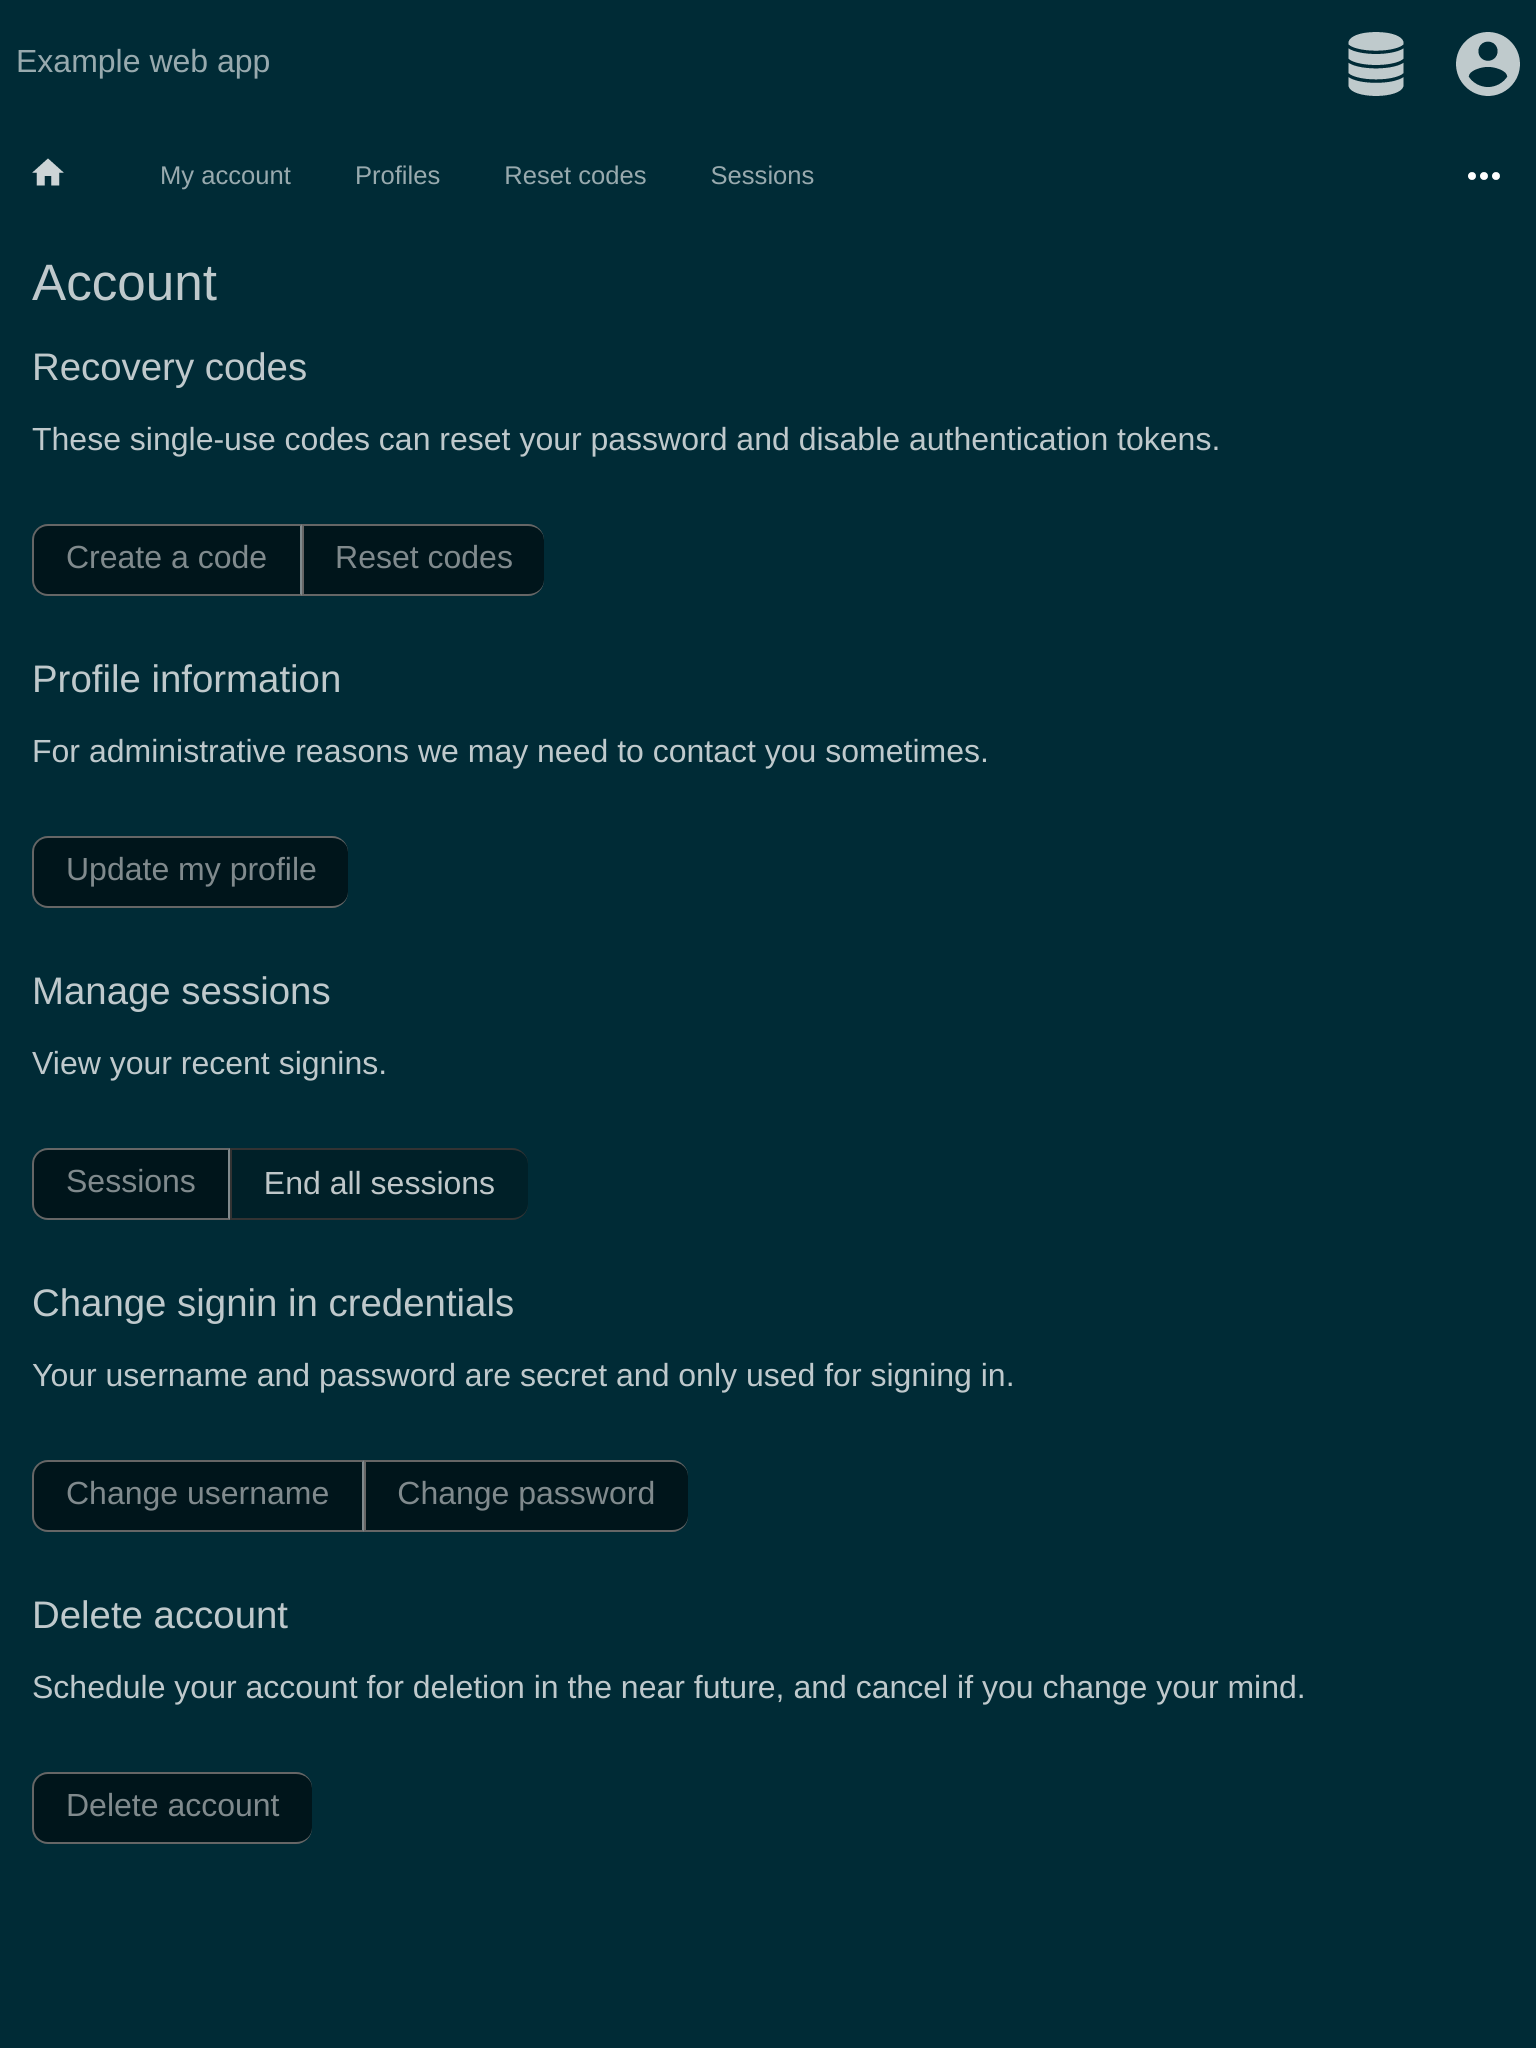 Example web app
My account Profiles Reset codes Sessions
Account
Recovery codes
These single-use codes can reset your password and disable authentication tokens.
Create a code Reset codes
Profile information
For administrative reasons we may need to contact you sometimes.
Update my profile
Manage sessions
View your recent signins.
Sessions End all sessions
Change signin in credentials
Your username and password are secret and only used for signing in.
Change username Change password
Delete account
Schedule your account for deletion in the near future, and cancel if you change your mind.
Delete account